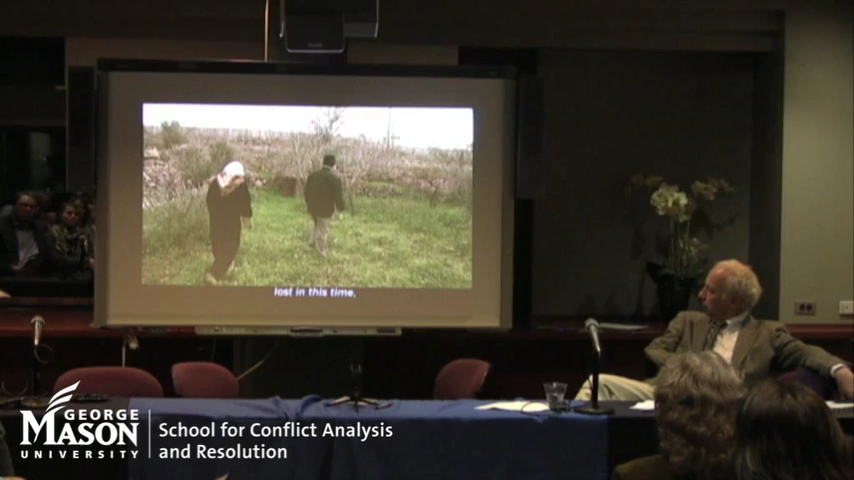 lost in this time,
GEORGE
MASON
UNIVERSITY
School for Conflict Analysis
and Resolution